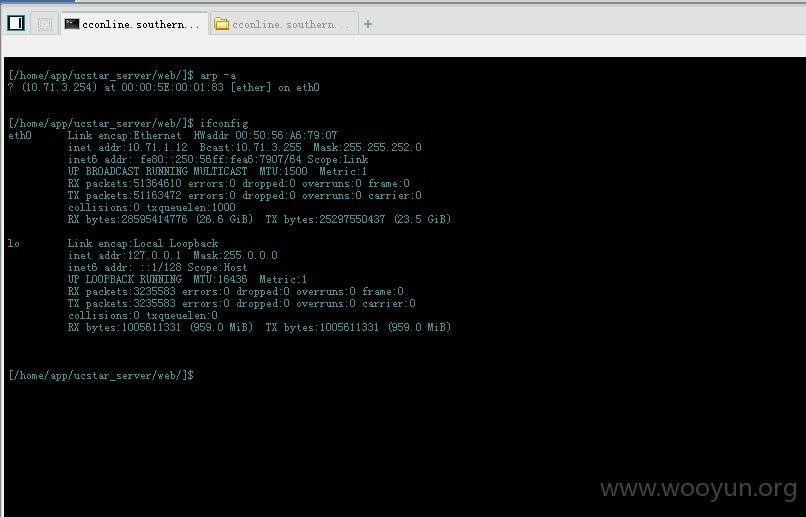 cconline.southern...
cconline.southern...
[/home/app/ucstar_server/web/]$ arp -a
? (10.71.3.254) at 00:00:5E:00:01:83 [ether] on eth0
[/home/app/ucstar_server/web/]$ ifconfig
eth0 Link encap:Ethernet HWaddr 00:50:56:A6:79:07
inet addr:10.71.1.12 Bcast:10.71.3.255 Mask:255.255.252.0
inet6 addr: fe80::250:56ff:fea6:7907/64 Scope:Link
UP BROADCAST RUNNING MULTICAST MTU:1500 Metric:1
RX packets:51364610 errors:0 dropped:0 overruns:0 frame:0
TX packets:51163472 errors:0 dropped:0 overruns:0 carrier:0
collisions:0 txqueuelen:1000
RX bytes:28595414776 (26.6 GiB) TX bytes:25297550437 (23.5 GiB)
lo Link encap:Local Loopback
inet addr:127.0.0.1 Mask:255.0.0.0
inet6 addr: ::1/128 Scope:Host
UP LOOPBACK RUNNING MTU:16436 Metric:1
RX packets:3235583 errors:0 dropped:0 overruns:0 frame:0
TX packets:3235583 errors:0 dropped:0 overruns:0 carrier:0
collisions:0 txqueuelen:0
RX bytes:1005611331 (959.0 MiB) TX bytes:1005611331 (959.0 MiB)
[/home/app/ucstar_server/web/]$
www.wooyun.org